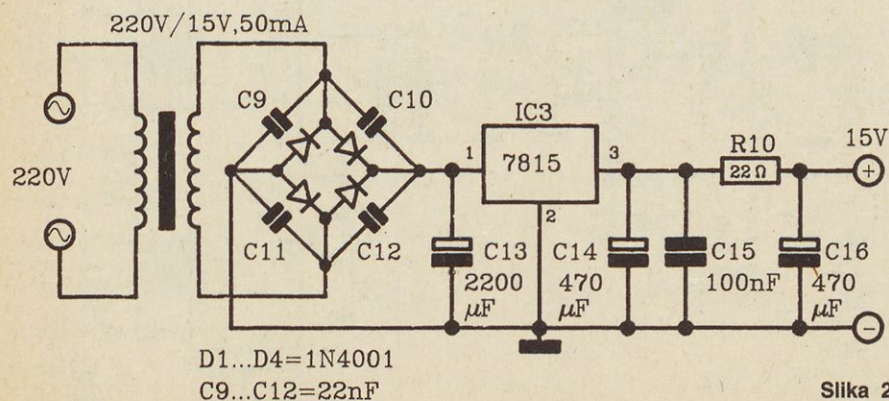 220V/15V,50mA
C9
C10
IC3
1
7815
3
R10
15V
22Ω
+
220V
2
C11
C12
C13
2200
μF
C14
470
μF
C15
100nF
C16
470
μF
−
D1...D4=1N4001
C9...C12=22nF
Slika 2